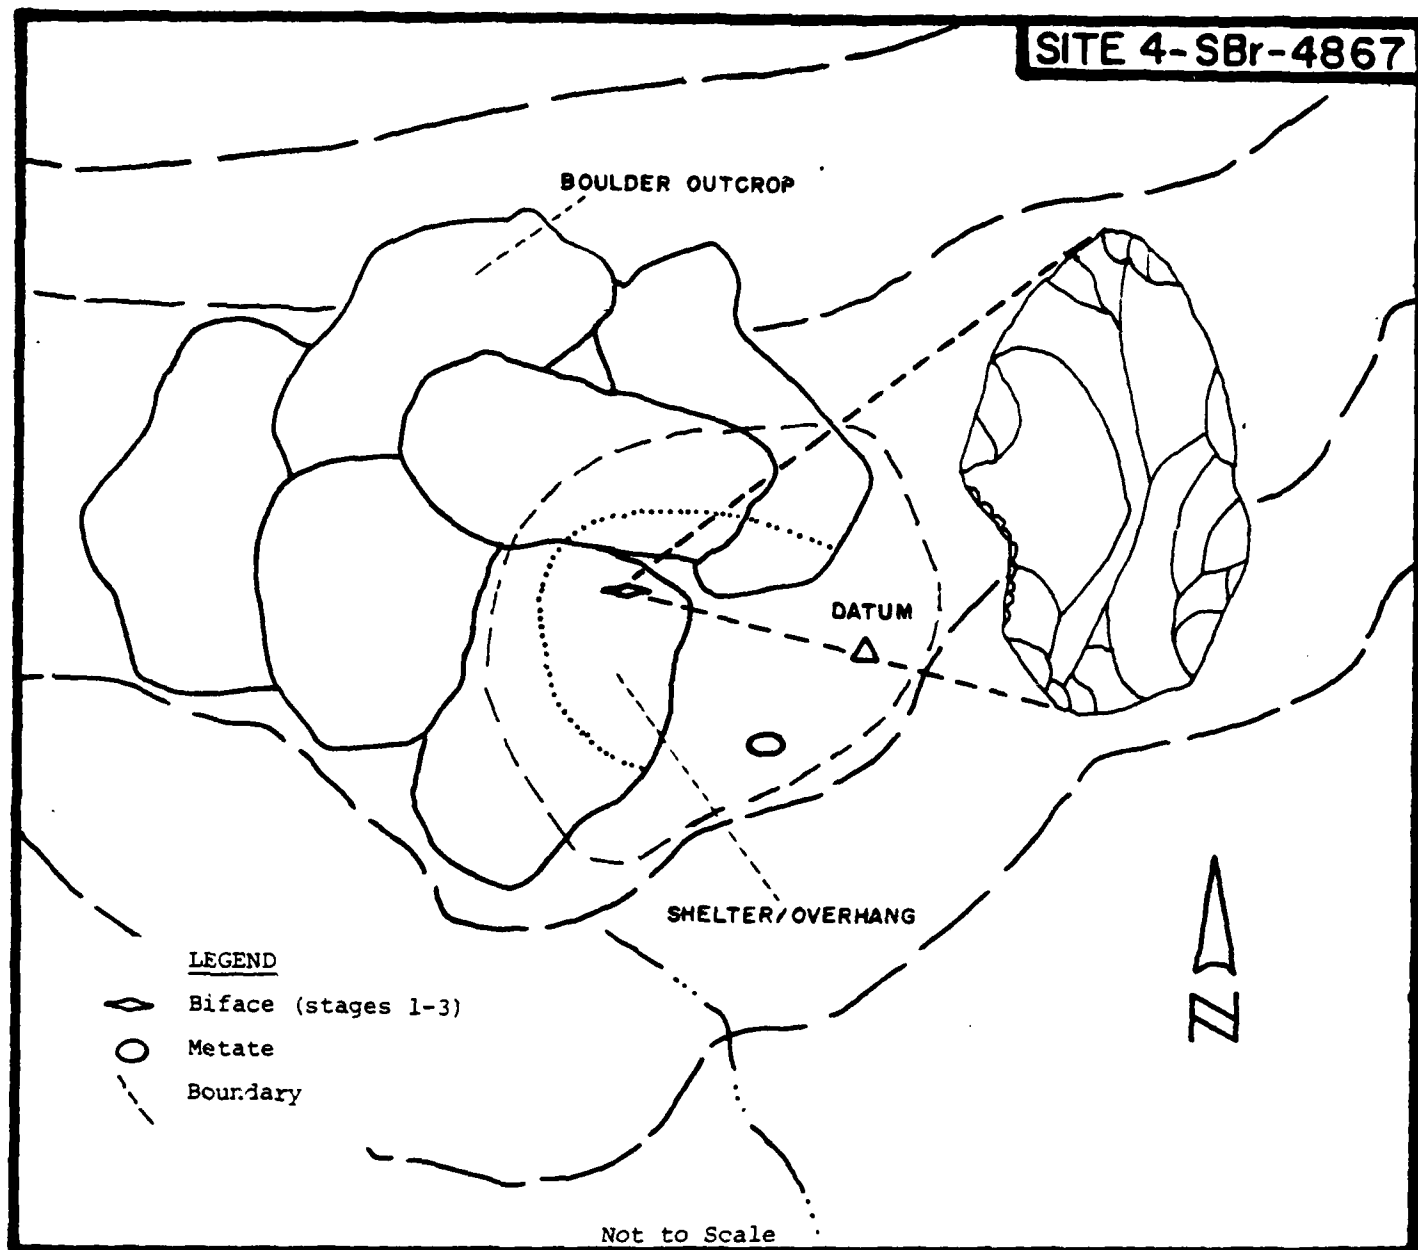 SITE 4-SBr-4867
BOULDER OUTCROP
DATUM
SHELTER/OVERHANG
LEGEND
Biface (stages 1-3)
Metate
Boundary
N
Not to Scale